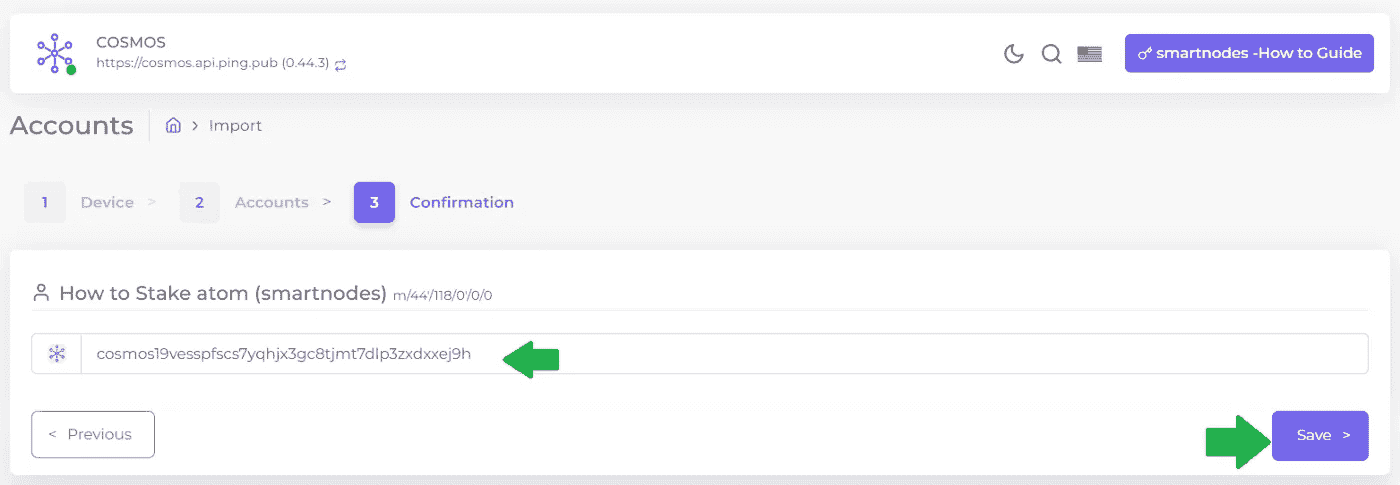 COSMOS
https://cosmos.api.ping.pub (0.44.3)
smartnodes -How to Guide
Accounts
> Import
1 Device >
2 Accounts >
3 Confirmation
How to Stake atom (smartnodes) m/44'/118/0'/0/0
cosmos19vesspfscs7yqhjx3gc8tjmt7dlp3zxdxxej9h
< Previous
Save >